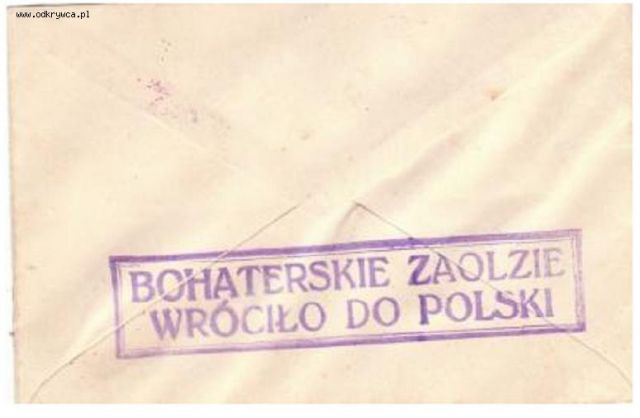 www.odkrywca.pl
BOHATERSKIE ZAOLZIE
WRÓCIŁO DO POLSKI